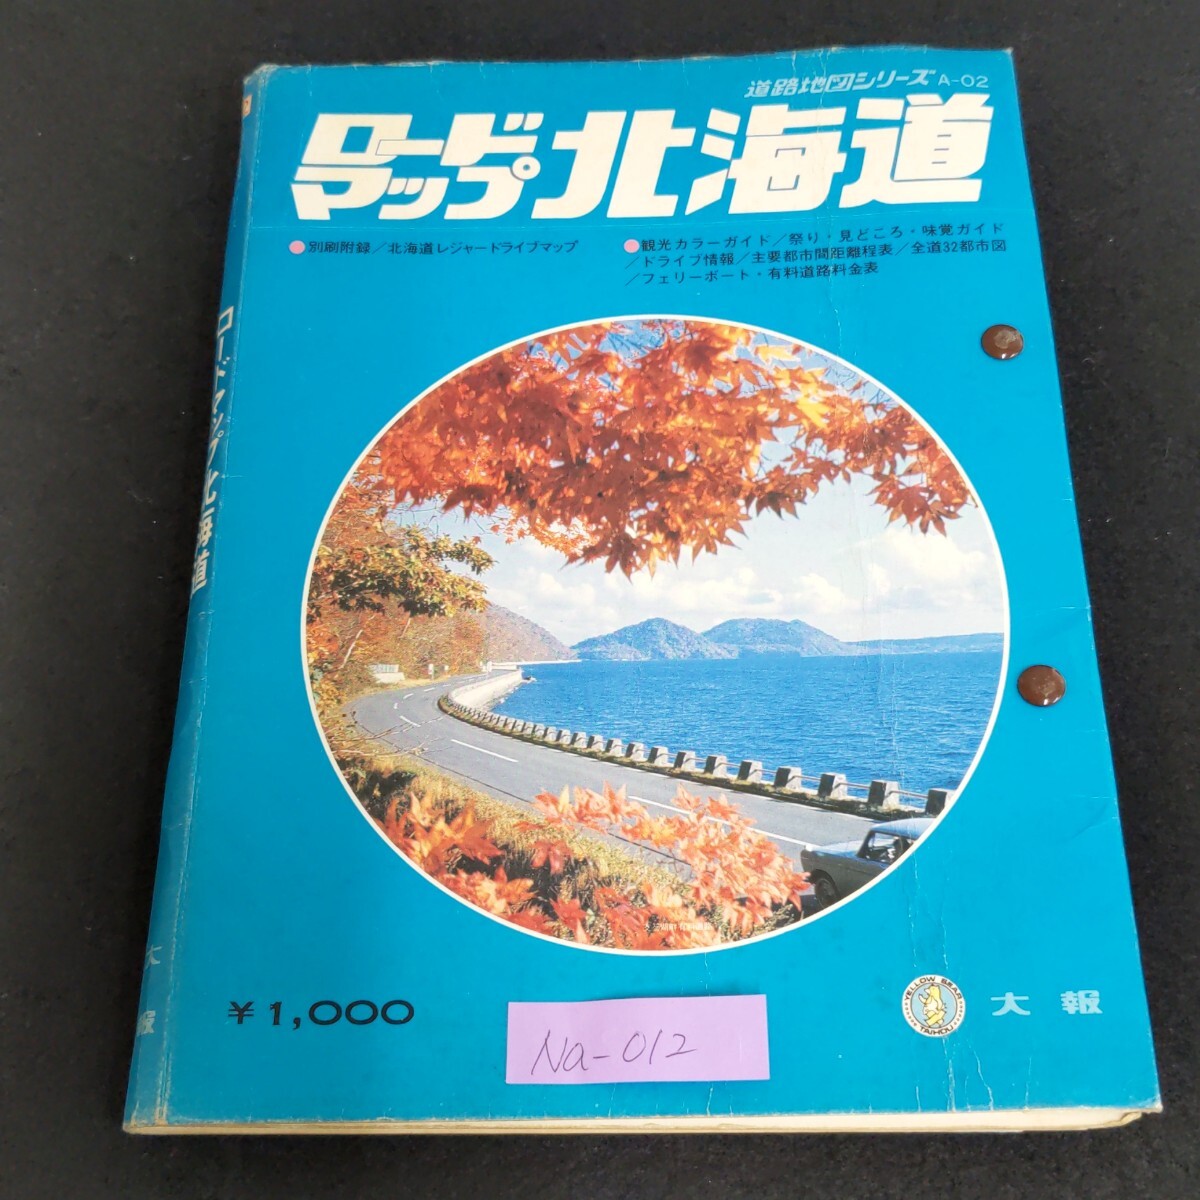 道路地図シリーズ A-02
ロードマップ北海道
●別刷附録／北海道レジャードライブマップ
●観光カラーガイド／祭り・見どころ・味覚ガイド
／ドライブ情報／主要都市間距離程表／全道32都市図
／フェリーボート・有料道路料金表
ロードマップ北海道
大報
¥1,000
Na-012
YELLOW BEAR
TAIHOU
大報